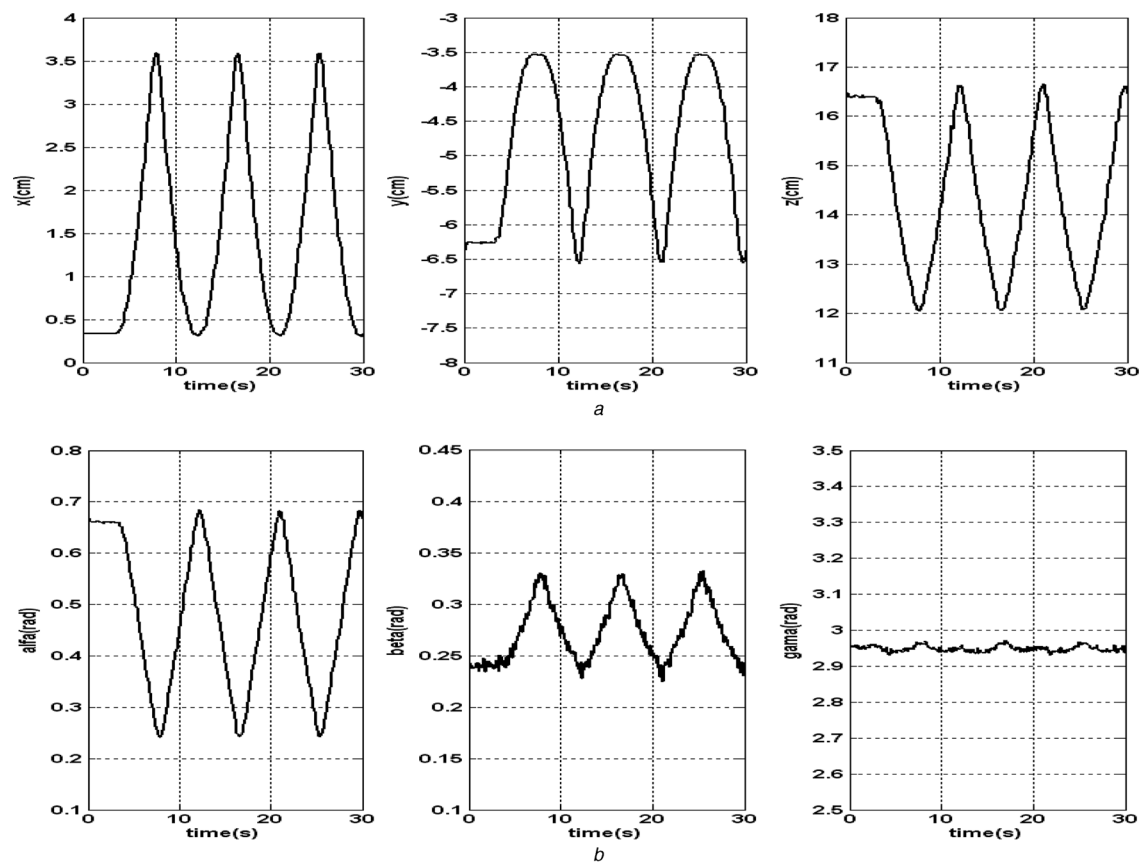 4
3.5
3
2.5
2
1.5
1
0.5
0
x(cm)
0 10 20 30
time(s)
-3
-3.5
-4
-4.5
-5
-5.5
-6
-6.5
-7
-7.5
-8
y(cm)
0 10 20 30
time(s)
18
17
16
15
14
13
12
11
z(cm)
0 10 20 30
time(s)
a
0.8
0.7
0.6
0.5
0.4
0.3
0.2
0.1
alfa(rad)
0 10 20 30
time(s)
0.45
0.4
0.35
0.3
0.25
0.2
0.15
0.1
beta(rad)
0 10 20 30
time(s)
3.5
3.4
3.3
3.2
3.1
3
2.9
2.8
2.7
2.6
2.5
gama(rad)
0 10 20 30
time(s)
b